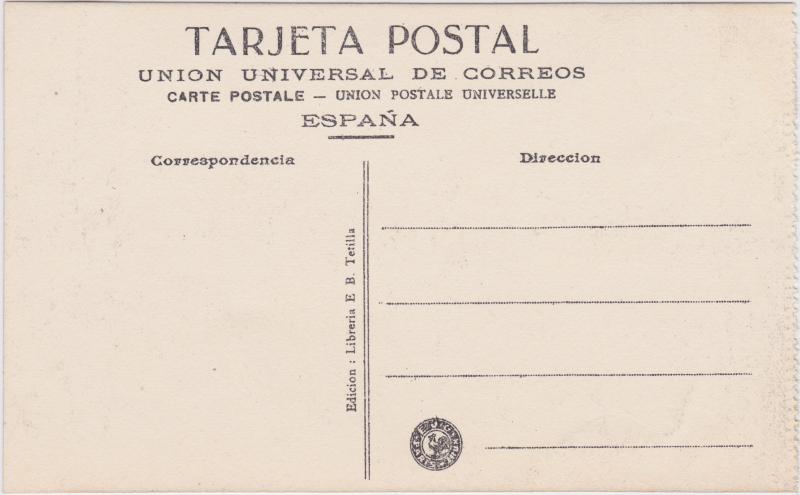 TARJETA POSTAL
UNION UNIVERSAL DE CORREOS
CARTE POSTALE — UNION POSTALE UNIVERSELLE
ESPAÑA
Correspondencia
Direccion
Edicion : Libreria E B. Tetilla